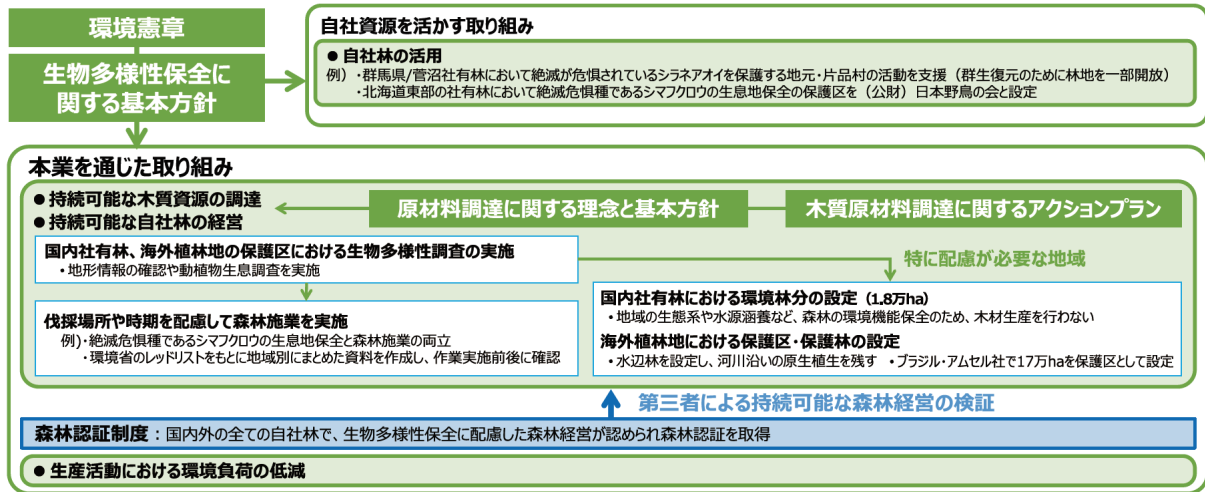 環境憲章
生物多様性保全に
関する基本方針
自社資源を活かす取り組み
● 自社林の活用
例）・群馬県/菅沼社有林において絶滅が危惧されているシラネアオイを保護する地元・片品村の活動を支援（群生復元のために林地を一部開放）
・北海道東部の社有林において絶滅危惧種であるシマフクロウの生息地保全の保護区を（公財）日本野鳥の会と設定
本業を通じた取り組み
● 持続可能な木質資源の調達
● 持続可能な自社林の経営
原材料調達に関する理念と基本方針
木質原材料調達に関するアクションプラン
国内社有林、海外植林地の保護区における生物多様性調査の実施
・地形情報の確認や動植物生息調査を実施
特に配慮が必要な地域
伐採場所や時期を配慮して森林施業を実施
例)・絶滅危惧種であるシマフクロウの生息地保全と森林施業の両立
・環境省のレッドリストをもとに地域別にまとめた資料を作成し、作業実施前後に確認
国内社有林における環境林分の設定（1.8万ha）
・地域の生態系や水源涵養など、森林の環境機能保全のため、木材生産を行わない
海外植林地における保護区・保護林の設定
・水辺林を設定し、河川沿いの原生植生を残す ・ブラジル・アムセル社で17万haを保護区として設定
第三者による持続可能な森林経営の検証
森林認証制度：国内外の全ての自社林で、生物多様性保全に配慮した森林経営が認められ森林認証を取得
● 生産活動における環境負荷の低減